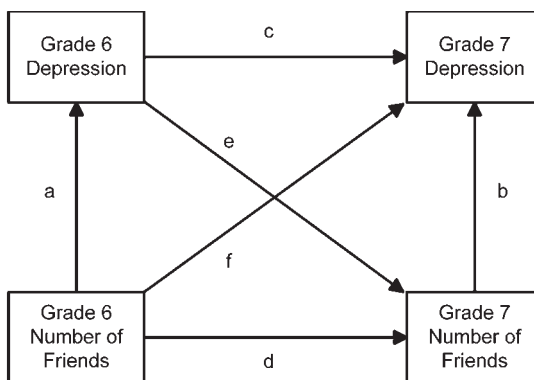 Grade 6
Depression
c
Grade 7
Depression
e
a
b
f
Grade 6
Number of
Friends
d
Grade 7
Number of
Friends